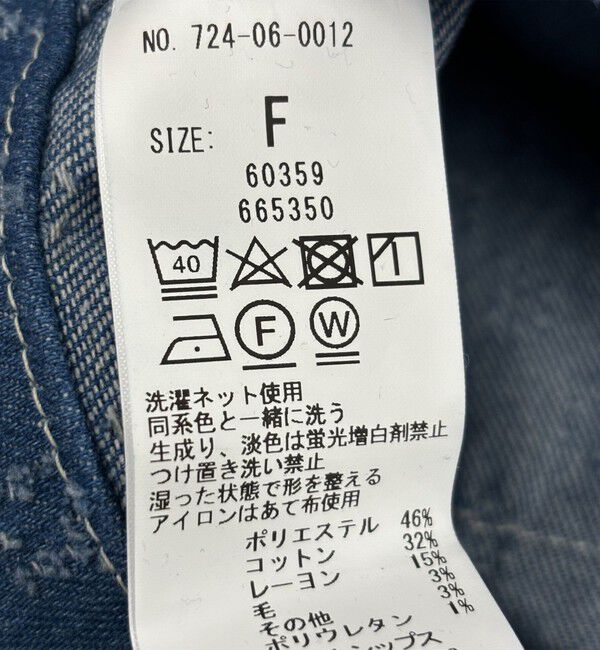 NO. 724-06-0012
SIZE: F
60359
665350
40
F W
洗濯ネット使用
同系色と一緒に洗う
生成り、淡色は蛍光増白剤禁止
つけ置き洗い禁止
湿った状態で形を整える
アイロンはあて布使用
ポリエステル 46%
コットン 32%
レーヨン 15%
毛 3%
その他 3%
ポリウレタン 1%